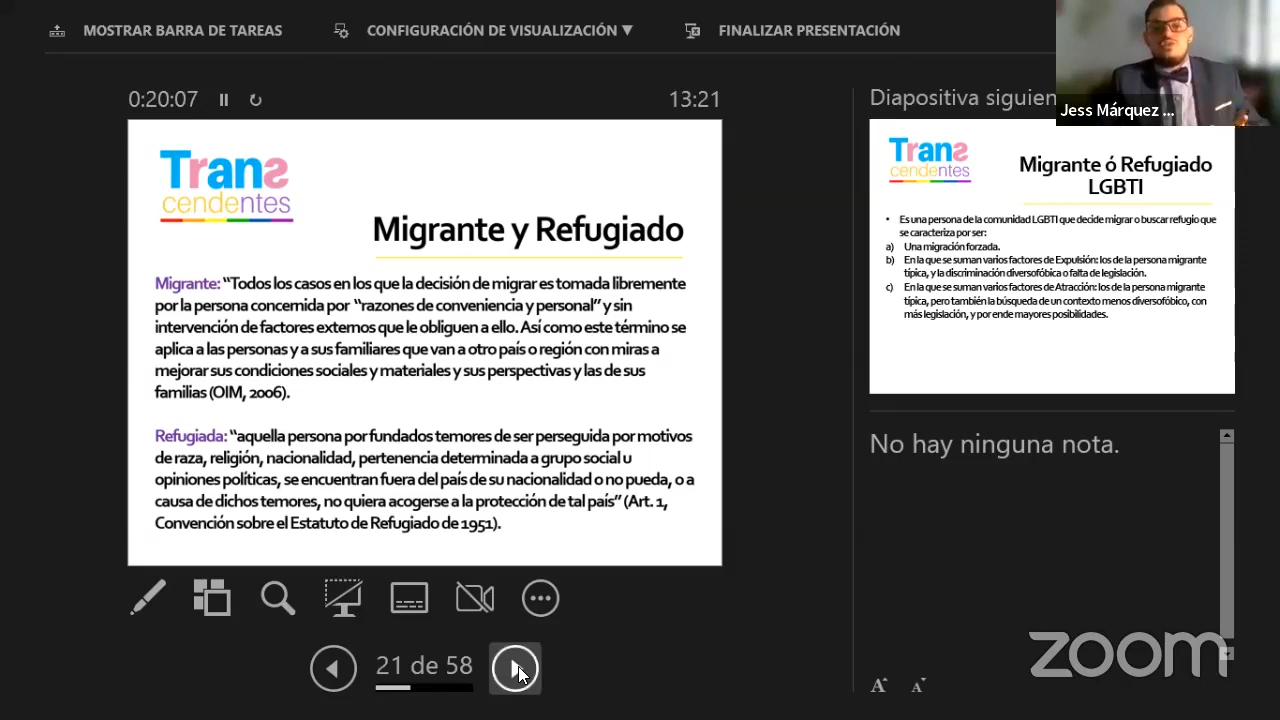 MOSTRAR BARRA DE TAREAS
CONFIGURACIÓN DE VISUALIZACIÓN ▼
FINALIZAR PRESENTACIÓN
Jess Márquez ...
0:20:07
13:21
Trans
cendentes
Migrante y Refugiado
Migrante: “Todos los casos en los que la decisión de migrar es tomada libremente
por la persona concernida por “razones de conveniencia y personal” y sin
intervención de factores externos que le obliguen a ello. Así como este término se
aplica a las personas y a sus familiares que van a otro país o región con miras a
mejorar sus condiciones sociales y materiales y sus perspectivas y las de sus
familias (OIM, 2006).
Refugiada: “aquella persona por fundados temores de ser perseguida por motivos
de raza, religión, nacionalidad, pertenencia determinada a grupo social u
opiniones políticas, se encuentran fuera del país de su nacionalidad o no pueda, o a
causa de dichos temores, no quiera acogerse a la protección de tal país” (Art. 1,
Convención sobre el Estatuto de Refugiado de 1951).
21 de 58
Diapositiva siguien
Trans
cendentes
Migrante ó Refugiado
LGBTI
• Es una persona de la comunidad LGBTI que decide migrar o buscar refugio que
se caracteriza por ser:
a) Una migración forzada.
b) En la que se suman varios factores de Expulsión: los de la persona migrante
típica, y la discriminación diversofóbica o falta de legislación.
c) En la que se suman varios factores de Atracción: los de la persona migrante
típica, pero también la búsqueda de un contexto menos diversofóbico, con
más legislación, y por ende mayores posibilidades.
No hay ninguna nota.
A A
zoom